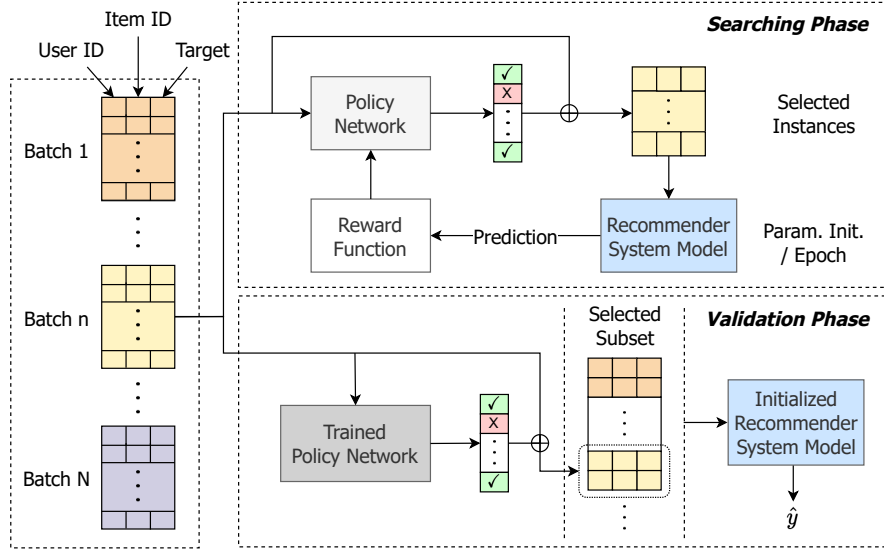 Item ID
User ID
Target
Batch 1
Batch n
Batch N
Searching Phase
Policy
Network
✓
X
✓
Selected
Instances
Reward
Function
Prediction
Recommender
System Model
Param. Init.
/ Epoch
Validation Phase
Selected
Subset
Trained
Policy Network
✓
X
✓
Initialized
Recommender
System Model
ŷ